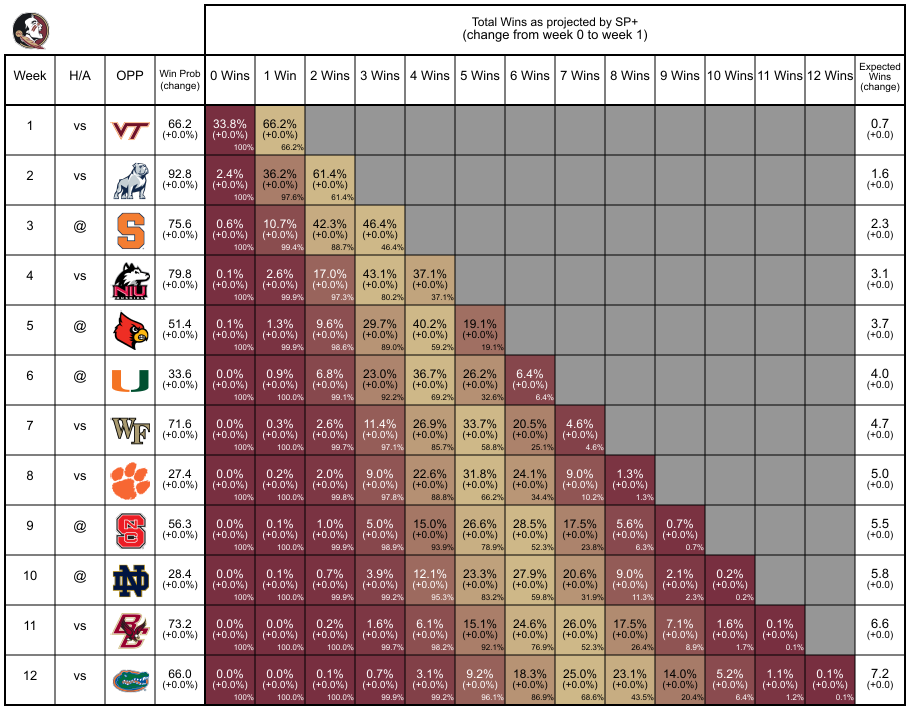 Total Wins as projected by SP+
(change from week 0 to week 1)
Week H/A OPP Win Prob (change) 0 Wins 1 Win 2 Wins 3 Wins 4 Wins 5 Wins 6 Wins 7 Wins 8 Wins 9 Wins 10 Wins 11 Wins 12 Wins Expected Wins (change)
1 vs VT 66.2 33.8% 66.2% 0.7
(+0.0%) (+0.0%) (+0.0%) (+0.0)
100% 66.2%
2 vs 92.8 2.4% 36.2% 61.4% 1.6
(+0.0%) (+0.0%) (+0.0%) (+0.0%) (+0.0)
100% 97.6% 61.4%
3 @ S 75.6 0.6% 10.7% 42.3% 46.4% 2.3
(+0.0%) (+0.0%) (+0.0%) (+0.0%) (+0.0%) (+0.0)
100% 99.4% 88.7% 46.4%
4 vs NIU 79.8 0.1% 2.6% 17.0% 43.1% 37.1% 3.1
(+0.0%) (+0.0%) (+0.0%) (+0.0%) (+0.0%) (+0.0%) (+0.0)
100% 99.9% 97.3% 80.2% 37.1%
5 @ 51.4 0.1% 1.3% 9.6% 29.7% 40.2% 19.1% 3.7
(+0.0%) (+0.0%) (+0.0%) (+0.0%) (+0.0%) (+0.0%) (+0.0%) (+0.0)
100% 99.9% 98.6% 89.0% 59.2% 19.1%
6 @ U 33.6 0.0% 0.9% 6.8% 23.0% 36.7% 26.2% 6.4% 4.0
(+0.0%) (+0.0%) (+0.0%) (+0.0%) (+0.0%) (+0.0%) (+0.0%) (+0.0%) (+0.0)
100% 100.0% 99.1% 92.2% 69.2% 32.6% 6.4%
7 vs WF 71.6 0.0% 0.3% 2.6% 11.4% 26.9% 33.7% 20.5% 4.6% 4.7
(+0.0%) (+0.0%) (+0.0%) (+0.0%) (+0.0%) (+0.0%) (+0.0%) (+0.0%) (+0.0%) (+0.0)
100% 100.0% 99.7% 97.1% 85.7% 58.8% 25.1% 4.6%
8 vs 27.4 0.0% 0.2% 2.0% 9.0% 22.6% 31.8% 24.1% 9.0% 1.3% 5.0
(+0.0%) (+0.0%) (+0.0%) (+0.0%) (+0.0%) (+0.0%) (+0.0%) (+0.0%) (+0.0%) (+0.0%) (+0.0)
100% 100.0% 99.8% 97.8% 88.8% 66.2% 34.4% 10.2% 1.3%
9 @ NCS 56.3 0.0% 0.1% 1.0% 5.0% 15.0% 26.6% 28.5% 17.5% 5.6% 0.7% 5.5
(+0.0%) (+0.0%) (+0.0%) (+0.0%) (+0.0%) (+0.0%) (+0.0%) (+0.0%) (+0.0%) (+0.0%) (+0.0%) (+0.0)
100% 100.0% 99.9% 98.9% 93.9% 78.9% 52.3% 23.8% 6.3% 0.7%
10 @ ND 28.4 0.0% 0.1% 0.7% 3.9% 12.1% 23.3% 27.9% 20.6% 9.0% 2.1% 0.2% 5.8
(+0.0%) (+0.0%) (+0.0%) (+0.0%) (+0.0%) (+0.0%) (+0.0%) (+0.0%) (+0.0%) (+0.0%) (+0.0%) (+0.0%) (+0.0)
100% 100.0% 99.9% 99.2% 95.3% 83.2% 59.8% 31.9% 11.3% 2.3% 0.2%
11 vs BC 73.2 0.0% 0.0% 0.2% 1.6% 6.1% 15.1% 24.6% 26.0% 17.5% 7.1% 1.6% 0.1% 6.6
(+0.0%) (+0.0%) (+0.0%) (+0.0%) (+0.0%) (+0.0%) (+0.0%) (+0.0%) (+0.0%) (+0.0%) (+0.0%) (+0.0%) (+0.0%) (+0.0)
100% 100.0% 100.0% 99.7% 98.2% 92.1% 76.9% 52.3% 26.4% 8.9% 1.7% 0.1%
12 vs 66.0 0.0% 0.0% 0.1% 0.7% 3.1% 9.2% 18.3% 25.0% 23.1% 14.0% 5.2% 1.1% 0.1% 7.2
(+0.0%) (+0.0%) (+0.0%) (+0.0%) (+0.0%) (+0.0%) (+0.0%) (+0.0%) (+0.0%) (+0.0%) (+0.0%) (+0.0%) (+0.0%) (+0.0%) (+0.0)
100% 100.0% 100.0% 99.9% 99.2% 96.1% 86.9% 68.6% 43.5% 20.4% 6.4% 1.2% 0.1%